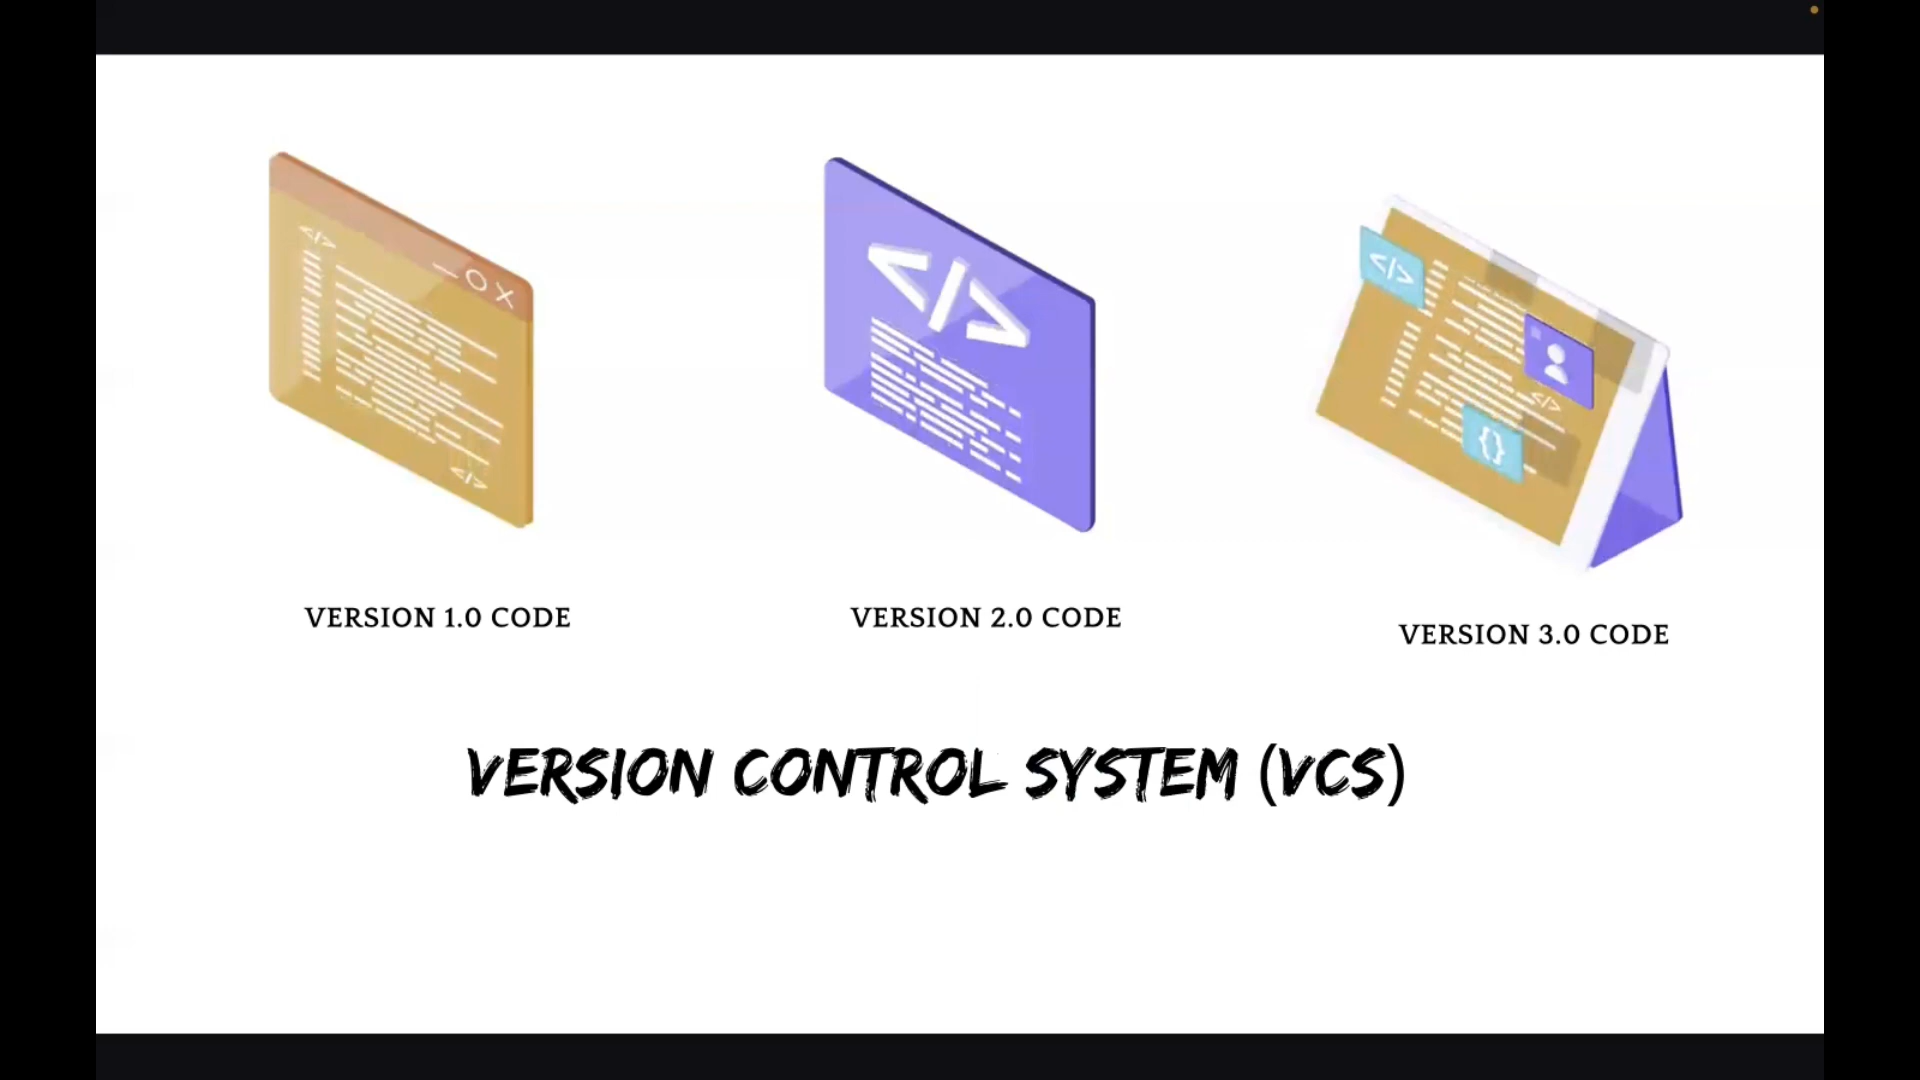 VERSION 1.0 CODE
VERSION 2.0 CODE
VERSION 3.0 CODE
VERSION CONTROL SYSTEM (VCS)